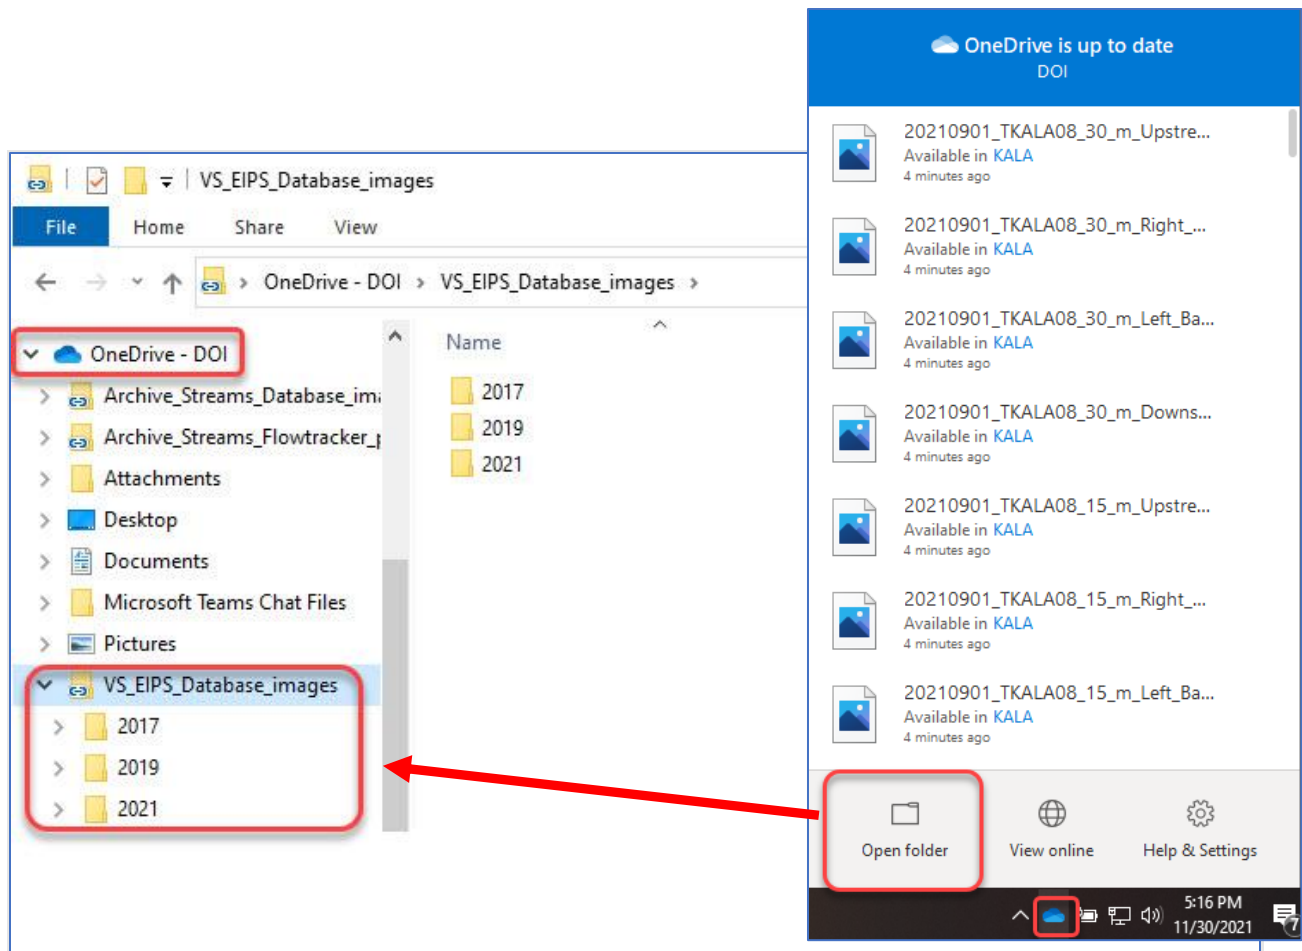 VS_EIPS_Database_images
File Home Share View
OneDrive - DOI > VS_EIPS_Database_images >
OneDrive - DOI
Archive_Streams_Database_im
Archive_Streams_Flowtracker_
Attachments
Desktop
Documents
Microsoft Teams Chat Files
Pictures
VS_EIPS_Database_images
2017
2019
2021
Name
2017
2019
2021
OneDrive is up to date
DOI
20210901_TKALA08_30_m_Upstre...
Available in KALA
4 minutes ago
20210901_TKALA08_30_m_Right_...
Available in KALA
4 minutes ago
20210901_TKALA08_30_m_Left_Ba...
Available in KALA
4 minutes ago
20210901_TKALA08_30_m_Downs...
Available in KALA
4 minutes ago
20210901_TKALA08_15_m_Upstre...
Available in KALA
4 minutes ago
20210901_TKALA08_15_m_Right_...
Available in KALA
4 minutes ago
20210901_TKALA08_15_m_Left_Ba...
Available in KALA
4 minutes ago
Open folder View online Help & Settings
5:16 PM
11/30/2021
7